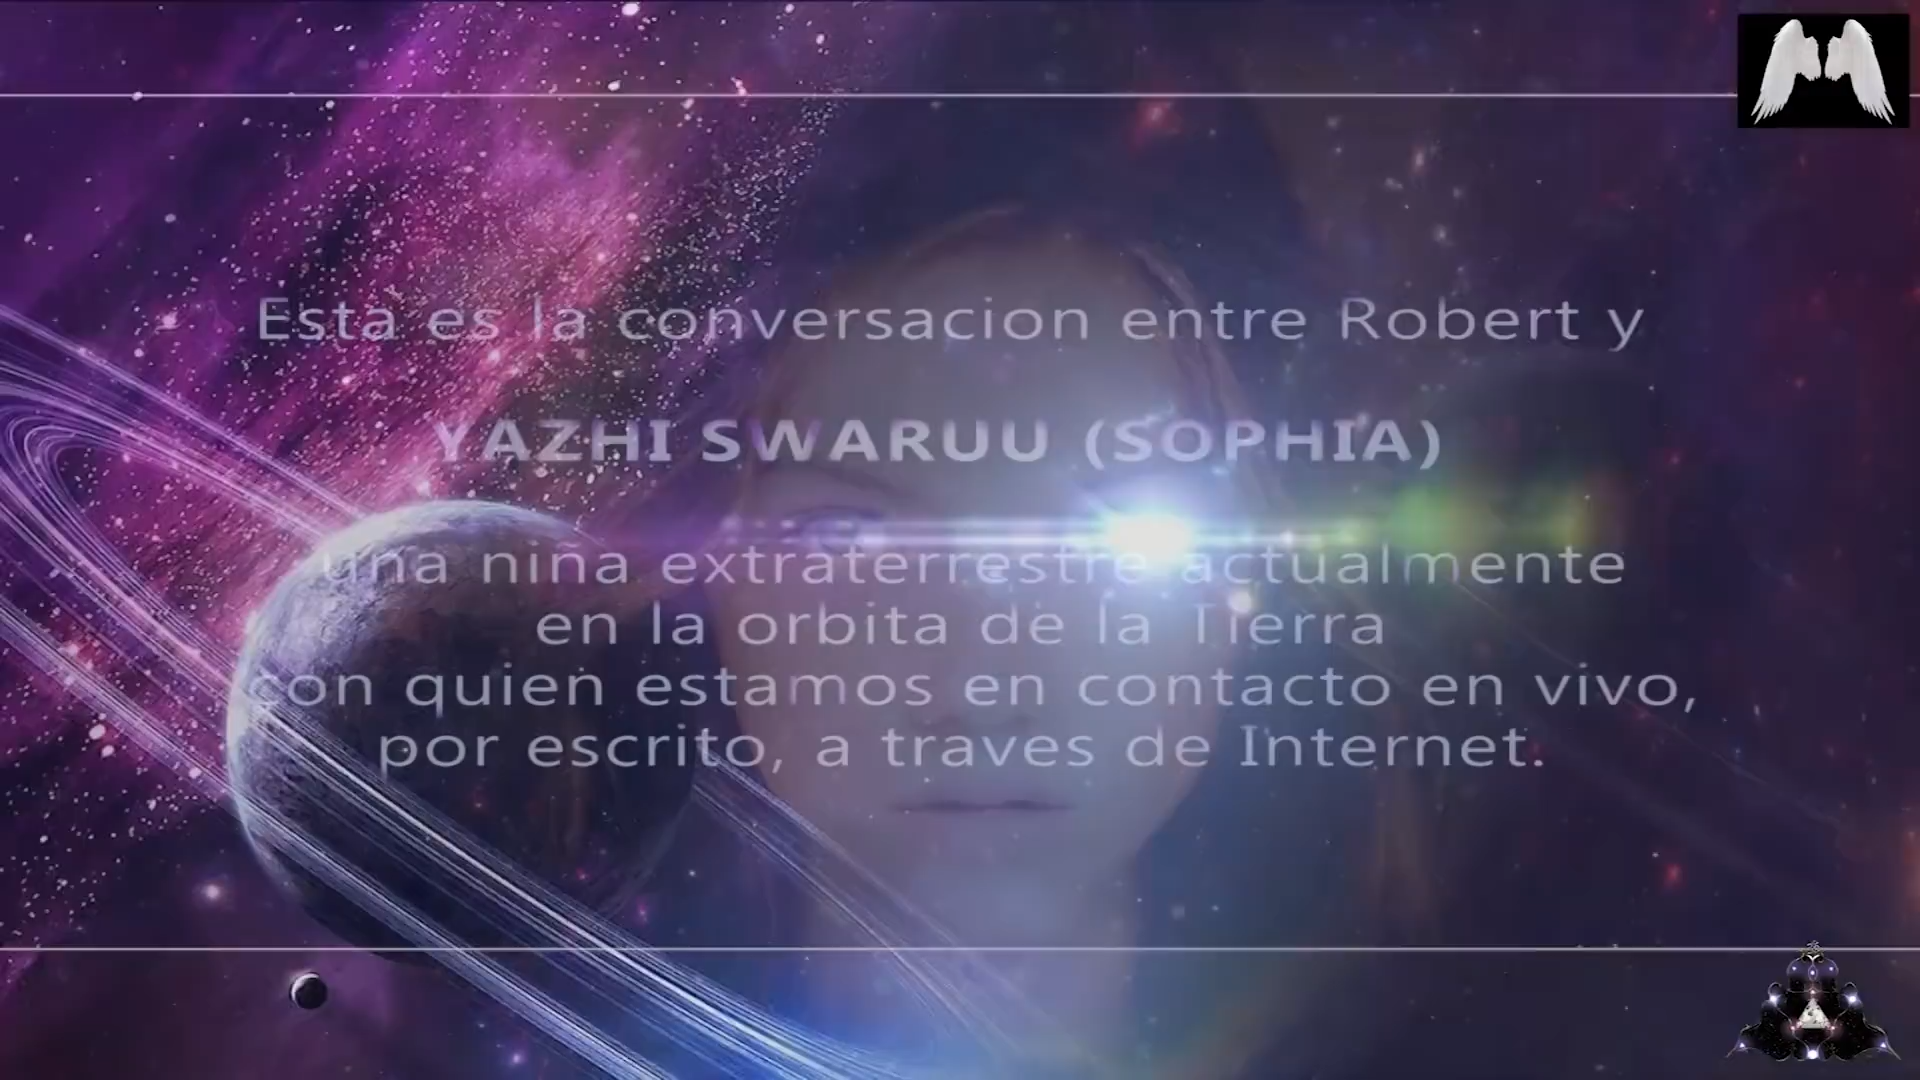 Esta es la conversacion entre Robert y
YAZHI SWARUU (SOPHIA)
una niña extraterrestre actualmente
en la orbita de la Tierra
con quien estamos en contacto en vivo,
por escrito, a traves de Internet.